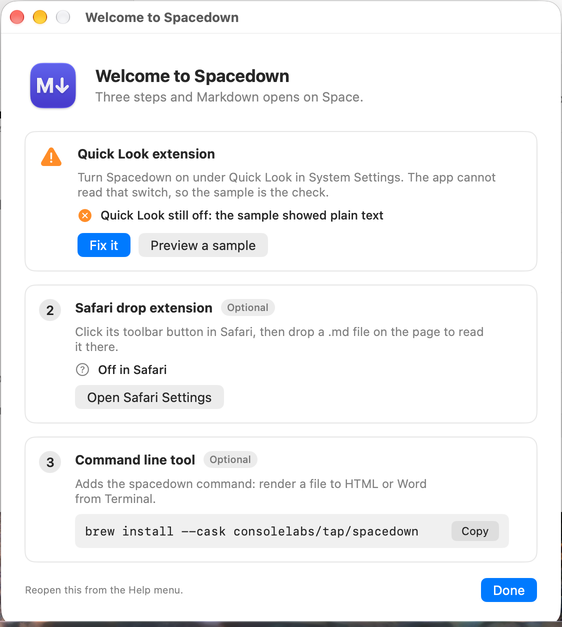 Welcome to Spacedown
M↓
Welcome to Spacedown
Three steps and Markdown opens on Space.
Quick Look extension
Turn Spacedown on under Quick Look in System Settings. The app cannot
read that switch, so the sample is the check.
Quick Look still off: the sample showed plain text
Fix it
Preview a sample
2
Safari drop extension
Optional
Click its toolbar button in Safari, then drop a .md file on the page to read
it there.
? Off in Safari
Open Safari Settings
3
Command line tool
Optional
Adds the spacedown command: render a file to HTML or Word
from Terminal.
brew install --cask consolelabs/tap/spacedown
Copy
Reopen this from the Help menu.
Done